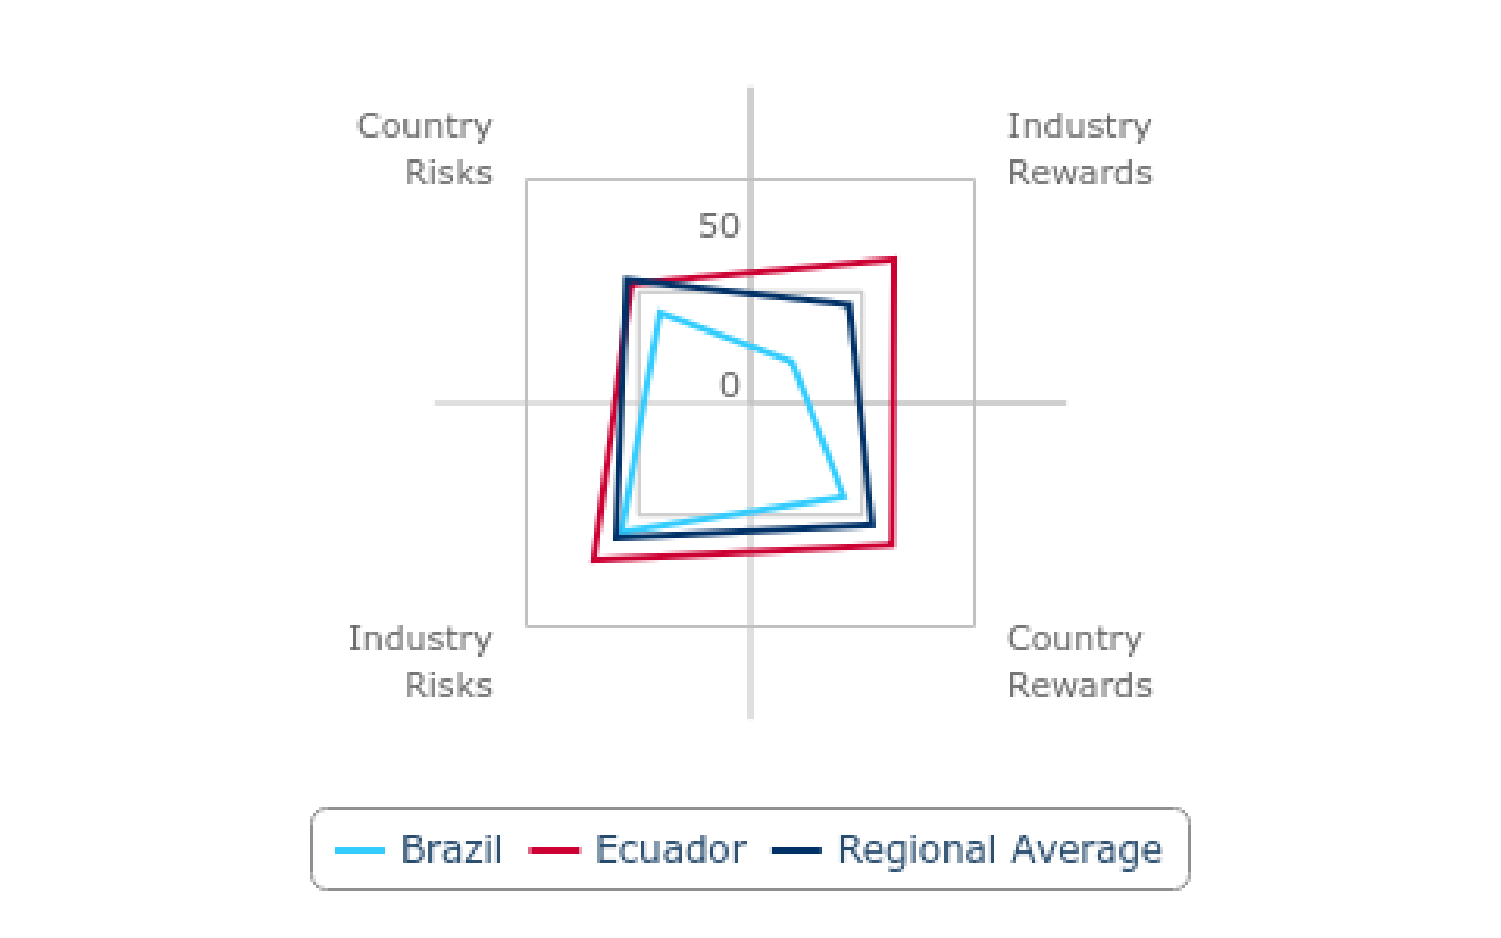 Country
Risks
Industry
Rewards
50
0
Industry
Risks
Country
Rewards
Brazil Ecuador Regional Average